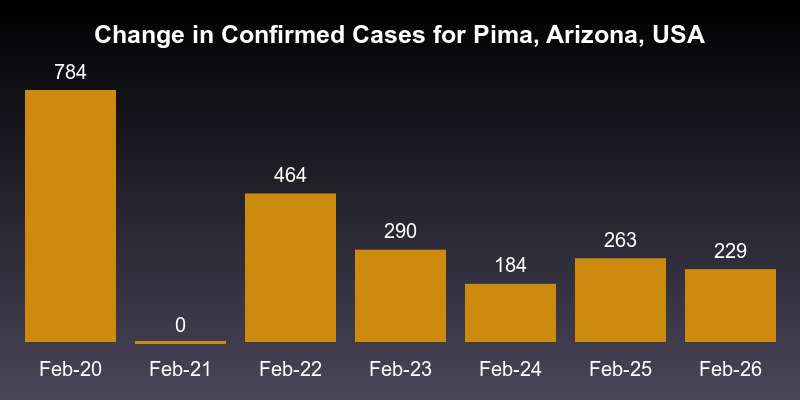 Change in Confirmed Cases for Pima, Arizona, USA
784
0
464
290
184
263
229
Feb-20
Feb-21
Feb-22
Feb-23
Feb-24
Feb-25
Feb-26